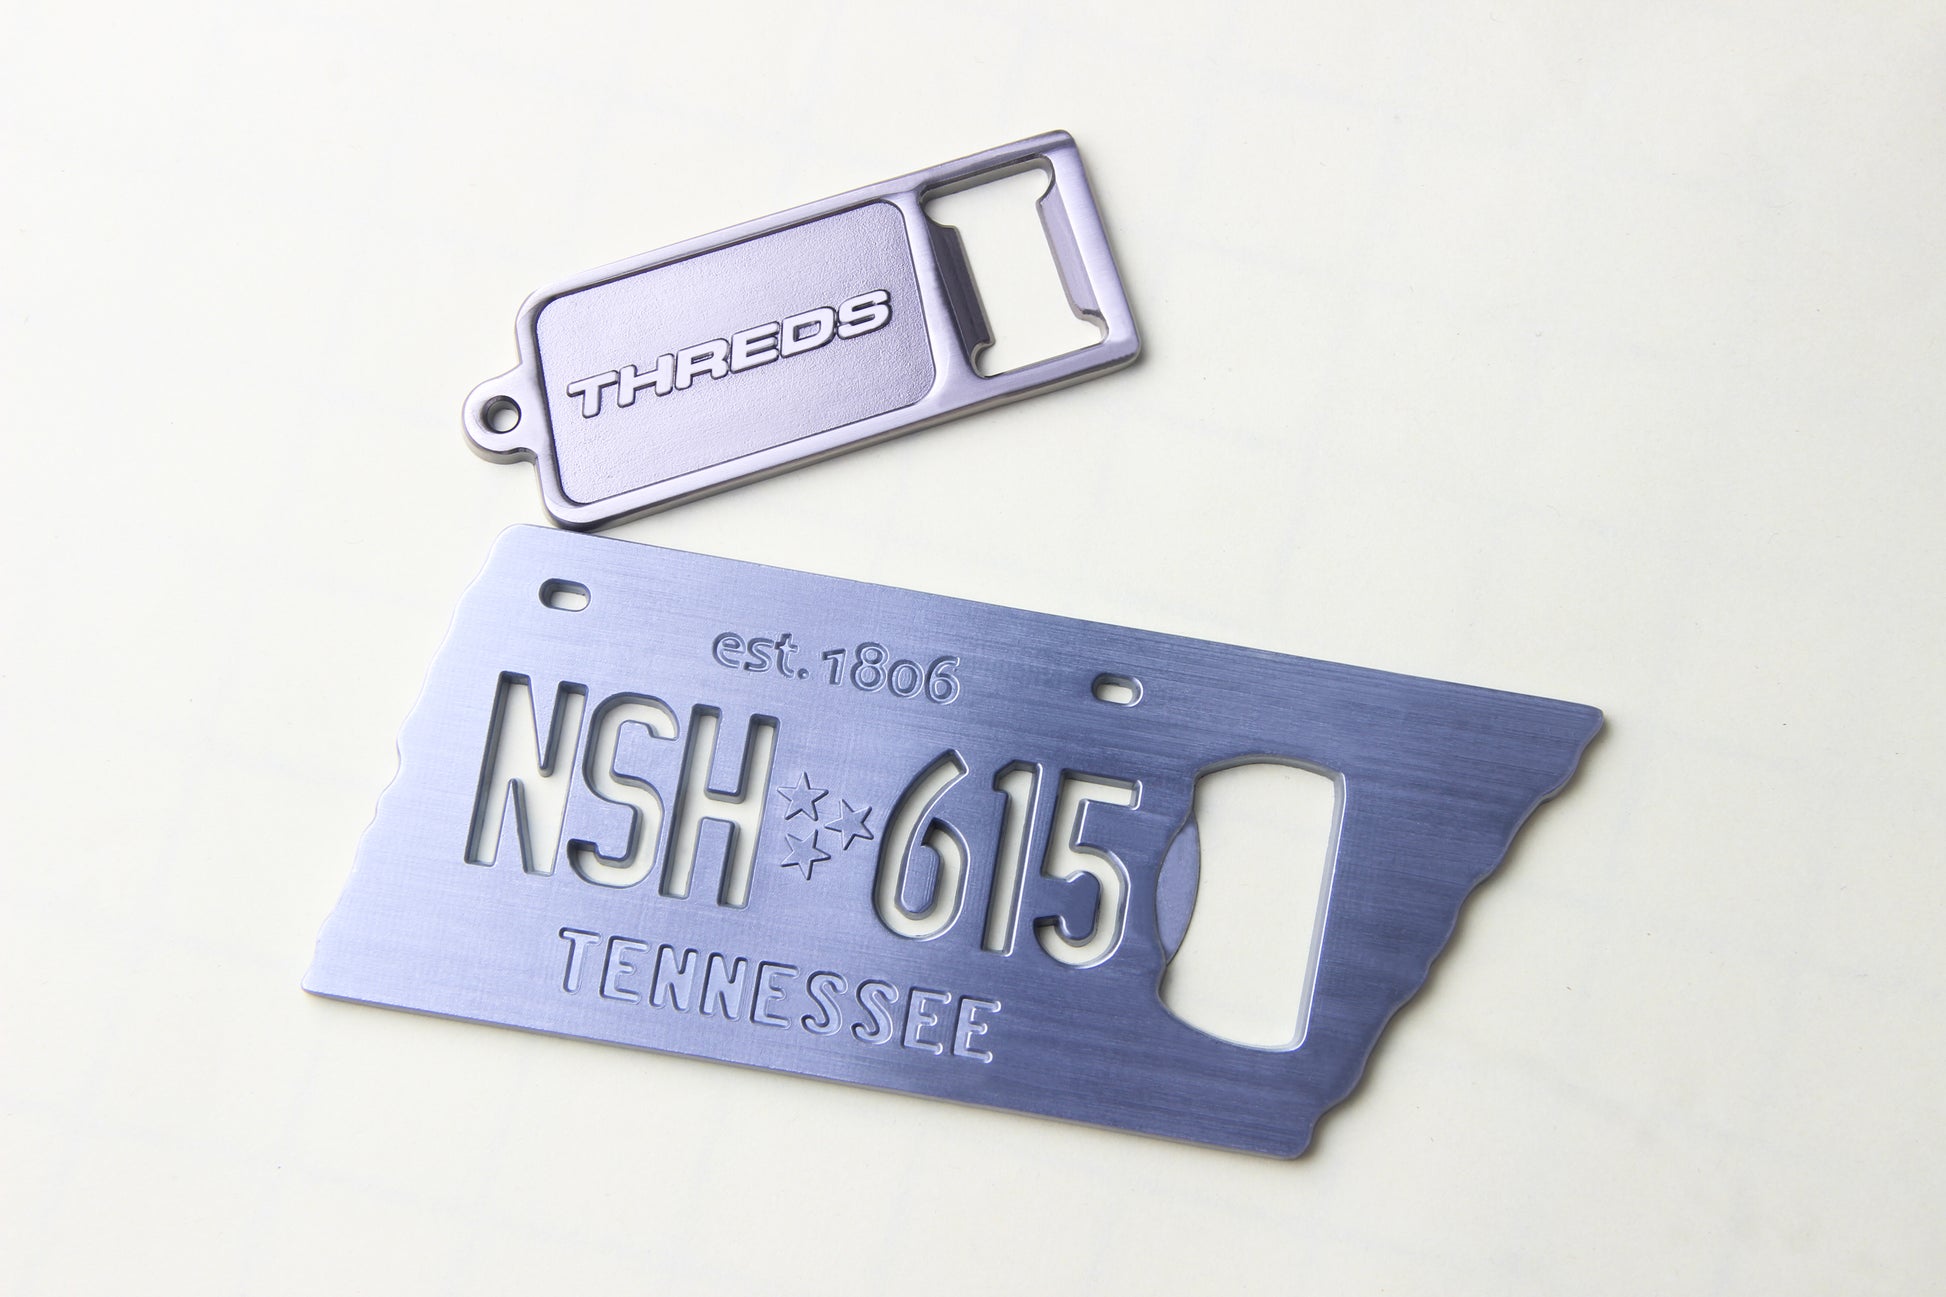 THREDS
est. 1806
NSH 615
TENNESSEE